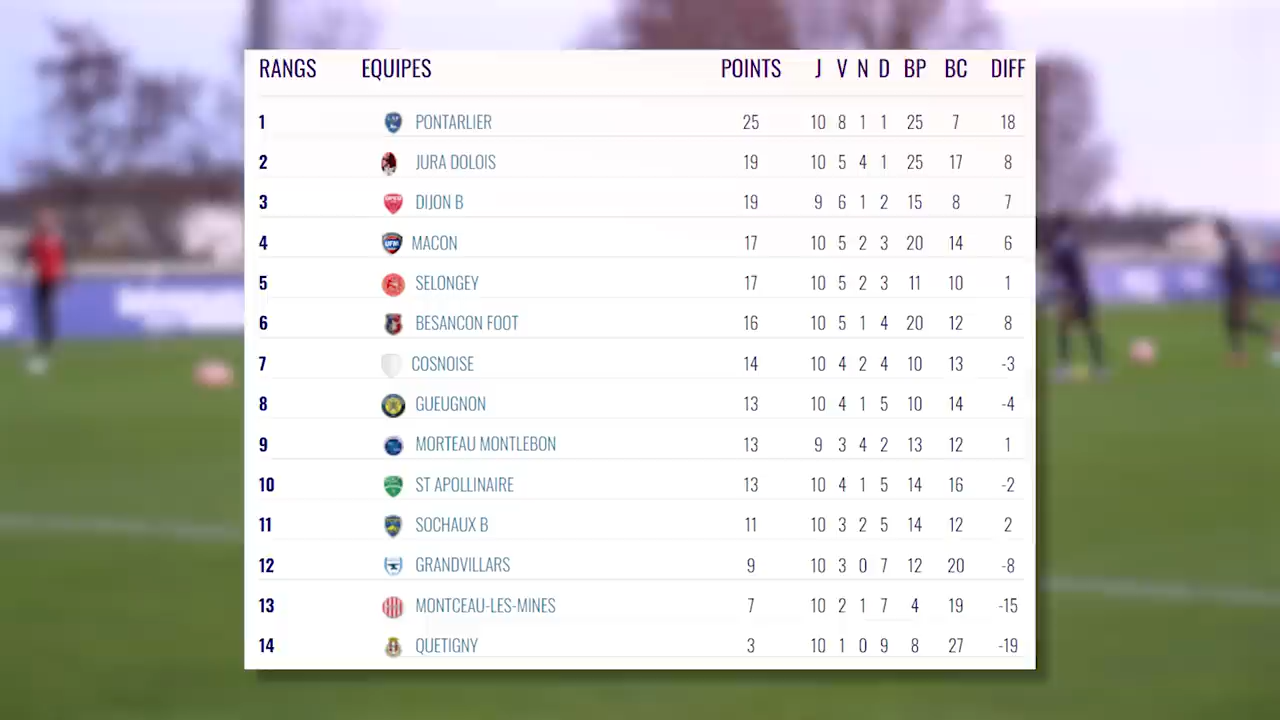 RANGS EQUIPES POINTS J V N D BP BC DIFF
1 PONTARLIER 25 10 8 1 1 25 7 18
2 JURA DOLOIS 19 10 5 4 1 25 17 8
3 DIJON B 19 9 6 1 2 15 8 7
4 MACON 17 10 5 2 3 20 14 6
5 SELONGEY 17 10 5 2 3 11 10 1
6 BESANCON FOOT 16 10 5 1 4 20 12 8
7 COSNOISE 14 10 4 2 4 10 13 -3
8 GUEUGNON 13 10 4 1 5 10 14 -4
9 MORTEAU MONTLEBON 13 9 3 4 2 13 12 1
10 ST APOLLINAIRE 13 10 4 1 5 14 16 -2
11 SOCHAUX B 11 10 3 2 5 14 12 2
12 GRANDVILLARS 9 10 3 0 7 12 20 -8
13 MONTCEAU-LES-MINES 7 10 2 1 7 4 19 -15
14 QUETIGNY 3 10 1 0 9 8 27 -19